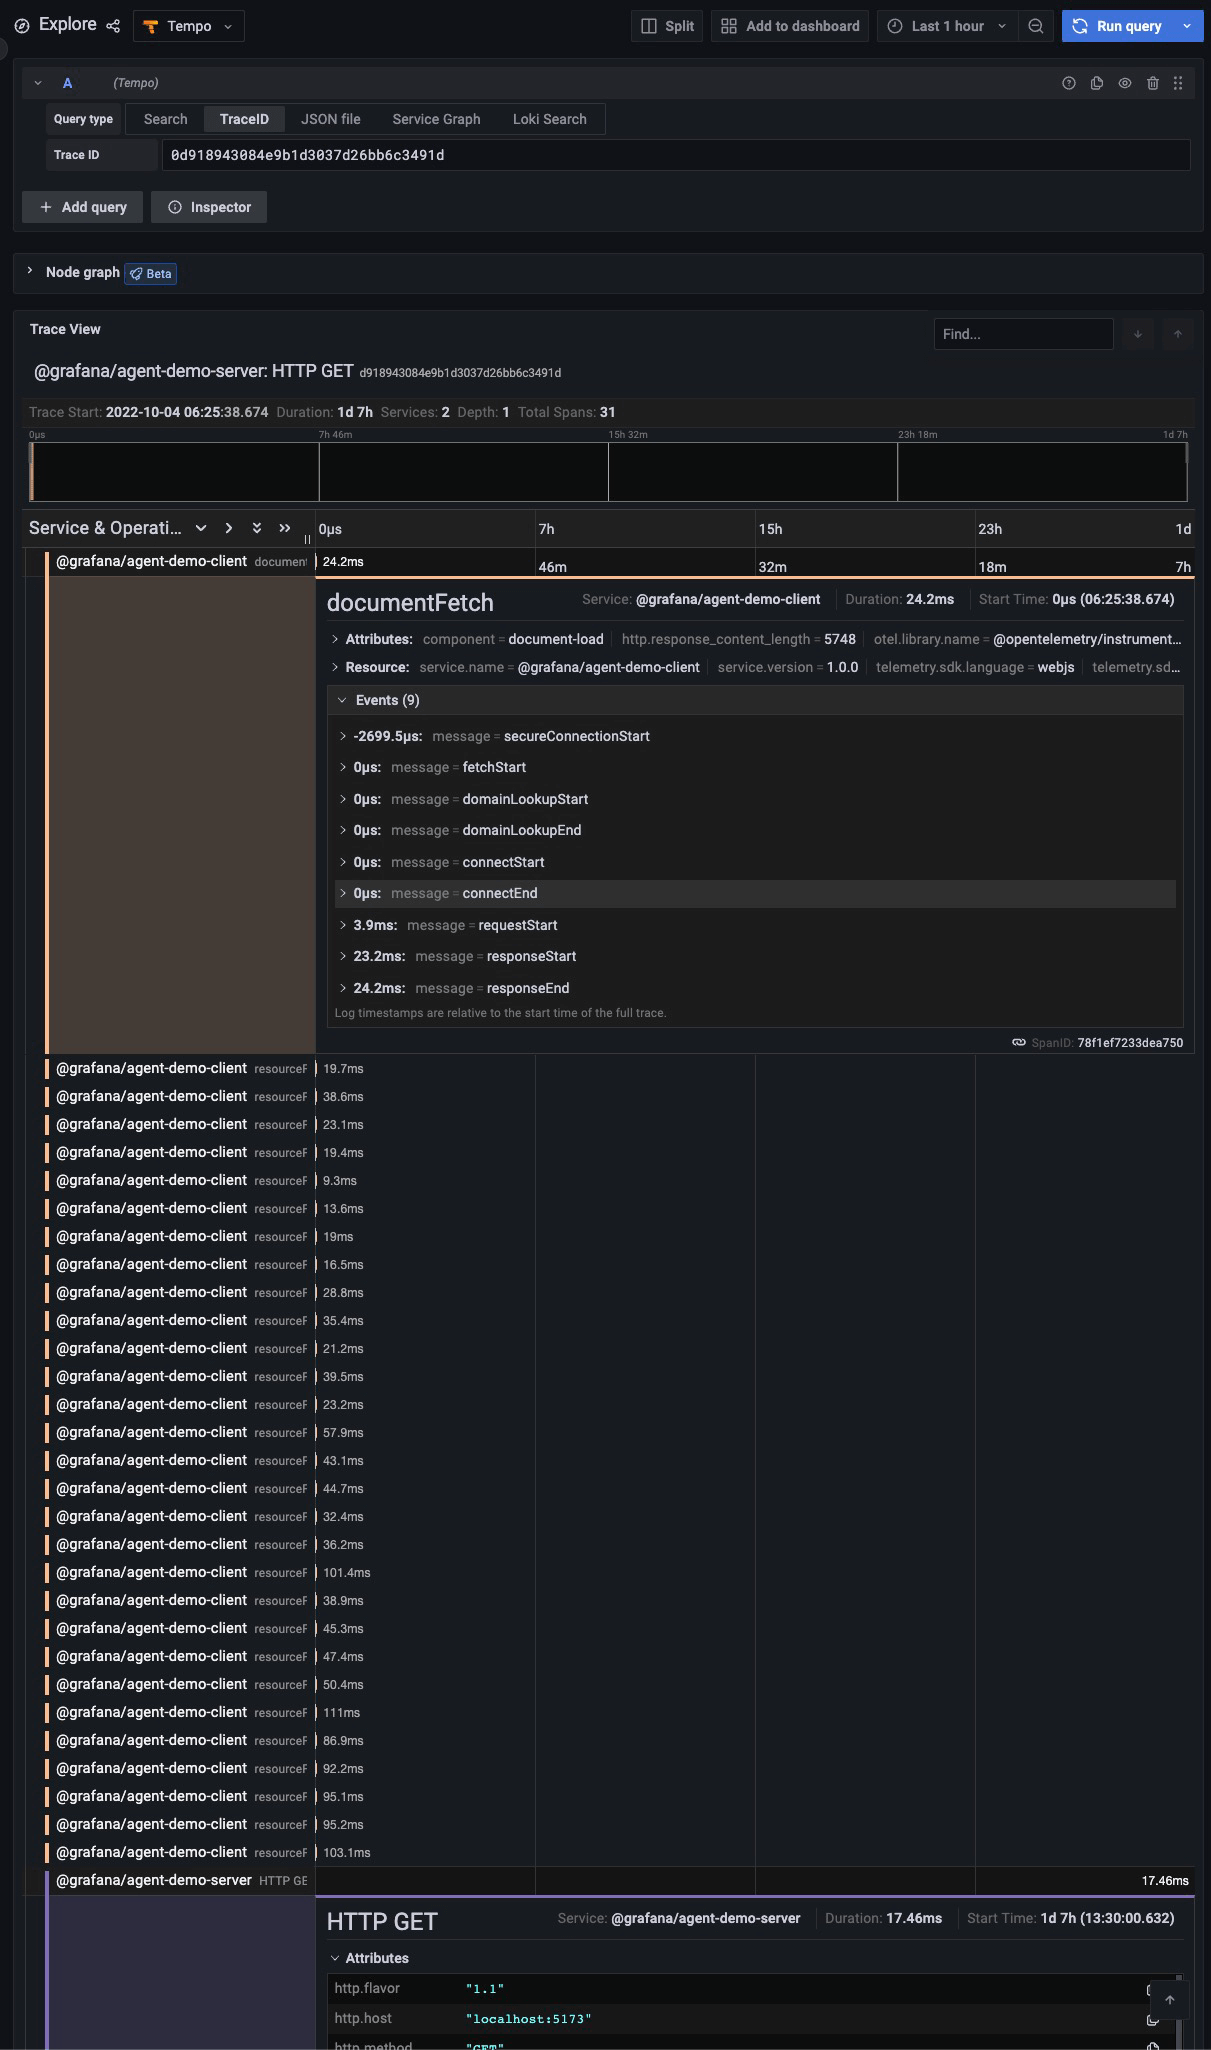 Explore Tempo Split Add to dashboard Last 1 hour Run query
A (Tempo)
Query type Search TraceID JSON file Service Graph Loki Search
Trace ID 0d918943084e9b1d3037d26bb6c3491d
+ Add query Inspector
Node graph Beta
Trace View Find...
@grafana/agent-demo-server: HTTP GET d918943084e9b1d3037d26bb6c3491d
Trace Start: 2022-10-04 06:25:38.674 Duration: 1d 7h Services: 2 Depth: 1 Total Spans: 31
0μs 7h 46m 15h 32m 23h 18m 1d 7h
Service & Operati... 0μs 7h 46m 15h 32m 23h 18m 1d 7h
@grafana/agent-demo-client document 24.2ms
documentFetch Service: @grafana/agent-demo-client Duration: 24.2ms Start Time: 0μs (06:25:38.674)
Attributes: component = document-load http.response_content_length = 5748 otel.library.name = @opentelemetry/instrument...
Resource: service.name = @grafana/agent-demo-client service.version = 1.0.0 telemetry.sdk.language = webjs telemetry.sd...
Events (9)
-2699.5μs: message = secureConnectionStart
0μs: message = fetchStart
0μs: message = domainLookupStart
0μs: message = domainLookupEnd
0μs: message = connectStart
0μs: message = connectEnd
3.9ms: message = requestStart
23.2ms: message = responseStart
24.2ms: message = responseEnd
Log timestamps are relative to the start time of the full trace.
SpanID: 78f1ef7233dea750
@grafana/agent-demo-client resourceF 19.7ms
@grafana/agent-demo-client resourceF 38.6ms
@grafana/agent-demo-client resourceF 23.1ms
@grafana/agent-demo-client resourceF 19.4ms
@grafana/agent-demo-client resourceF 9.3ms
@grafana/agent-demo-client resourceF 13.6ms
@grafana/agent-demo-client resourceF 19ms
@grafana/agent-demo-client resourceF 16.5ms
@grafana/agent-demo-client resourceF 28.8ms
@grafana/agent-demo-client resourceF 35.4ms
@grafana/agent-demo-client resourceF 21.2ms
@grafana/agent-demo-client resourceF 39.5ms
@grafana/agent-demo-client resourceF 23.2ms
@grafana/agent-demo-client resourceF 57.9ms
@grafana/agent-demo-client resourceF 43.1ms
@grafana/agent-demo-client resourceF 44.7ms
@grafana/agent-demo-client resourceF 32.4ms
@grafana/agent-demo-client resourceF 36.2ms
@grafana/agent-demo-client resourceF 101.4ms
@grafana/agent-demo-client resourceF 38.9ms
@grafana/agent-demo-client resourceF 45.3ms
@grafana/agent-demo-client resourceF 47.4ms
@grafana/agent-demo-client resourceF 50.4ms
@grafana/agent-demo-client resourceF 111ms
@grafana/agent-demo-client resourceF 86.9ms
@grafana/agent-demo-client resourceF 92.2ms
@grafana/agent-demo-client resourceF 95.1ms
@grafana/agent-demo-client resourceF 95.2ms
@grafana/agent-demo-client resourceF 103.1ms
@grafana/agent-demo-server HTTP GE 17.46ms
HTTP GET Service: @grafana/agent-demo-server Duration: 17.46ms Start Time: 1d 7h (13:30:00.632)
Attributes
http.flavor "1.1"
http.host "localhost:5173"
http.method "GET"